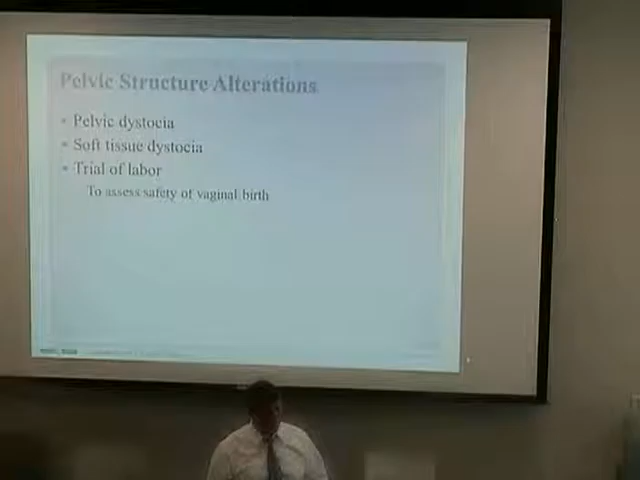 Pelvic Structure Alterations
Pelvic dystocia
Soft tissue dystocia
Trial of labor
To assess safety of vaginal birth